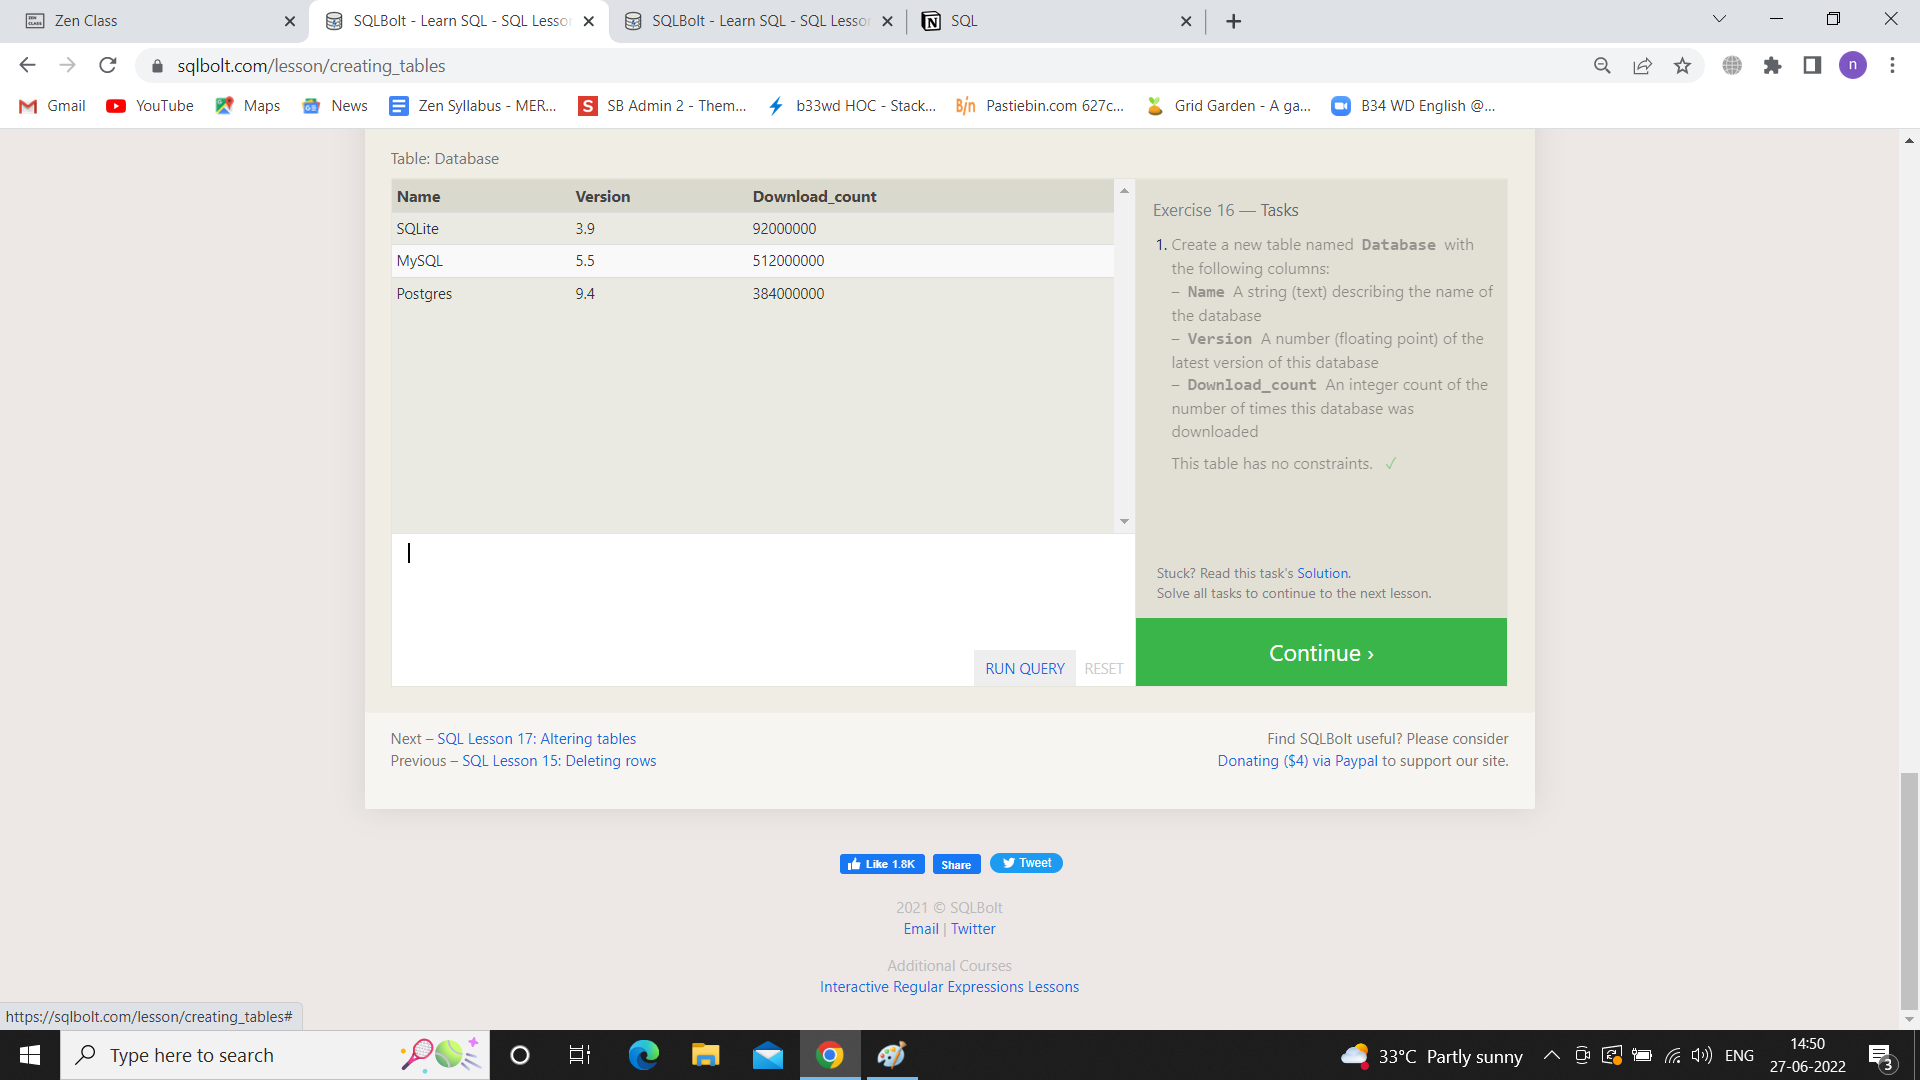 Zen Class
SQLBolt - Learn SQL - SQL Lesson
SQLBolt - Learn SQL - SQL Lesson
SQL
sqlbolt.com/lesson/creating_tables
n
Gmail
YouTube
Maps
News
Zen Syllabus - MER...
SB Admin 2 - Them...
b33wd HOC - Stack...
Pastiebin.com 627c...
Grid Garden - A ga...
B34 WD English @...
Table: Database
Name Version Download_count
SQLite 3.9 92000000
MySQL 5.5 512000000
Postgres 9.4 384000000
Exercise 16 — Tasks
1. Create a new table named Database with
the following columns:
– Name A string (text) describing the name of
the database
– Version A number (floating point) of the
latest version of this database
– Download_count An integer count of the
number of times this database was
downloaded
This table has no constraints. ✓
Stuck? Read this task's Solution.
Solve all tasks to continue to the next lesson.
RUN QUERY RESET
Continue ›
Next – SQL Lesson 17: Altering tables
Previous – SQL Lesson 15: Deleting rows
Find SQLBolt useful? Please consider
Donating ($4) via Paypal to support our site.
Like 1.8K
Share
Tweet
2021 © SQLBolt
Email | Twitter
Additional Courses
Interactive Regular Expressions Lessons
https://sqlbolt.com/lesson/creating_tables#
Type here to search
33°C Partly sunny
ENG
14:50
27-06-2022
3